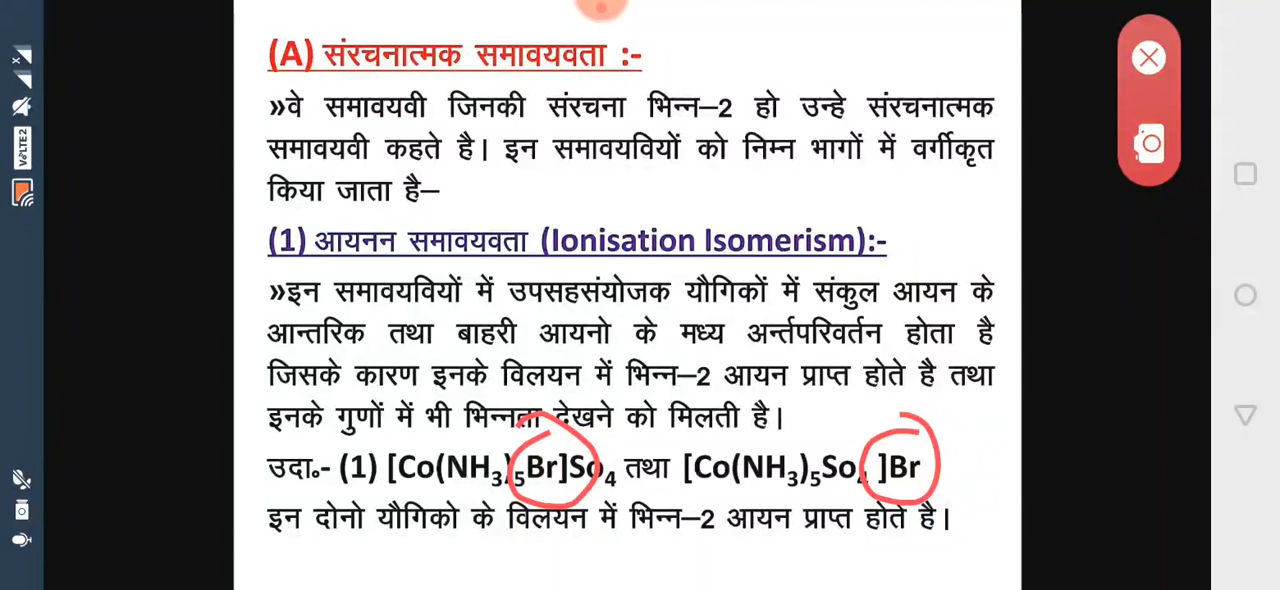 (A) संरचनात्मक समावयवता :-
»वे समावयवी जिनकी संरचना भिन्न–2 हो उन्हे संरचनात्मक
समावयवी कहते है। इन समावयवियों को निम्न भागों में वर्गीकृत
किया जाता है–
(1) आयनन समावयवता (Ionisation Isomerism):-
»इन समावयवियों में उपसहसंयोजक यौगिकों में संकुल आयन के
आन्तरिक तथा बाहरी आयनो के मध्य अर्न्तपरिवर्तन होता है
जिसके कारण इनके विलयन में भिन्न–2 आयन प्राप्त होते है तथा
इनके गुणों में भी भिन्नता देखने को मिलती है।
उदा॰- (1) [Co(NH₃)₅Br]So₄ तथा [Co(NH₃)₅So₄ ]Br
इन दोनो यौगिको के विलयन में भिन्न–2 आयन प्राप्त होते है।
VoLTE2